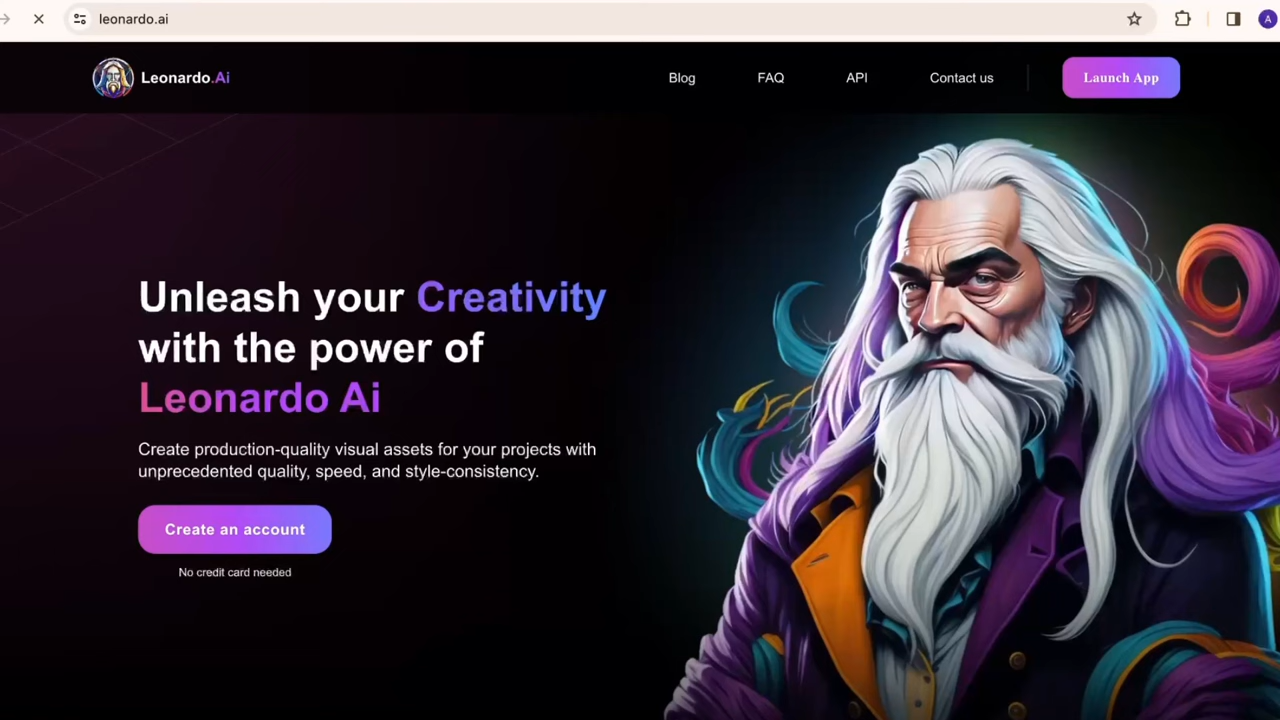 leonardo.ai
A
Leonardo.Ai
Blog
FAQ
API
Contact us
Launch App
Unleash your Creativity
with the power of
Leonardo Ai
Create production-quality visual assets for your projects with
unprecedented quality, speed, and style-consistency.
Create an account
No credit card needed